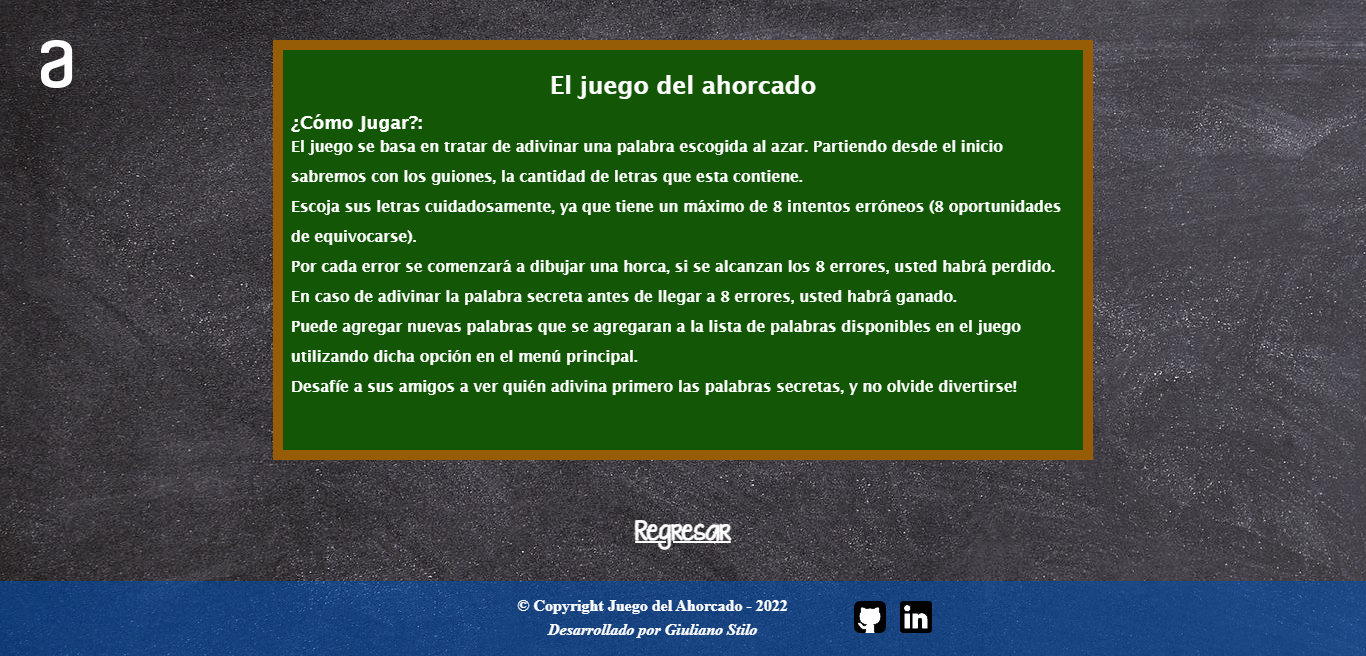 a
El juego del ahorcado
¿Cómo Jugar?:
El juego se basa en tratar de adivinar una palabra escogida al azar. Partiendo desde el inicio
sabremos con los guiones, la cantidad de letras que esta contiene.
Escoja sus letras cuidadosamente, ya que tiene un máximo de 8 intentos erróneos (8 oportunidades
de equivocarse).
Por cada error se comenzará a dibujar una horca, si se alcanzan los 8 errores, usted habrá perdido.
En caso de adivinar la palabra secreta antes de llegar a 8 errores, usted habrá ganado.
Puede agregar nuevas palabras que se agregaran a la lista de palabras disponibles en el juego
utilizando dicha opción en el menú principal.
Desafíe a sus amigos a ver quién adivina primero las palabras secretas, y no olvide divertirse!
Regresar
© Copyright Juego del Ahorcado - 2022
Desarrollado por Giuliano Stilo
in